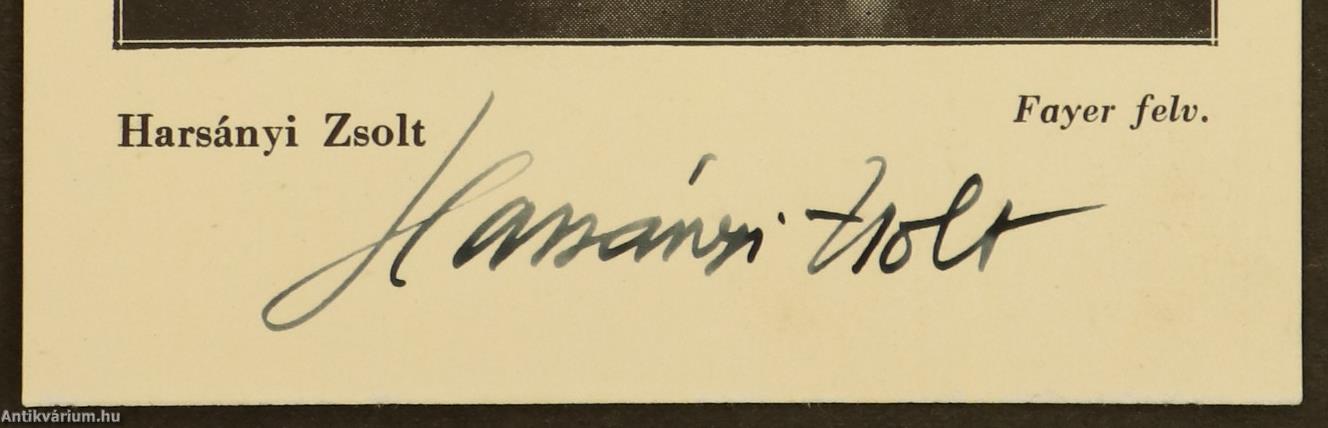 Harsányi Zsolt
Fayer felv.
Harsányi Zsolt
Antikvárium.hu